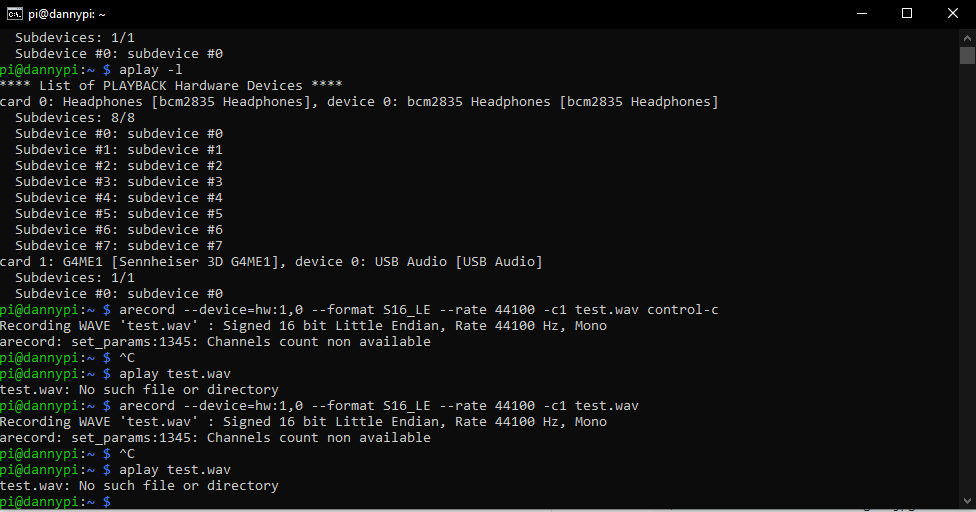 pi@dannypi: ~
Subdevices: 1/1
Subdevice #0: subdevice #0
pi@dannypi:~ $ aplay -l
**** List of PLAYBACK Hardware Devices ****
card 0: Headphones [bcm2835 Headphones], device 0: bcm2835 Headphones [bcm2835 Headphones]
Subdevices: 8/8
Subdevice #0: subdevice #0
Subdevice #1: subdevice #1
Subdevice #2: subdevice #2
Subdevice #3: subdevice #3
Subdevice #4: subdevice #4
Subdevice #5: subdevice #5
Subdevice #6: subdevice #6
Subdevice #7: subdevice #7
card 1: G4ME1 [Sennheiser 3D G4ME1], device 0: USB Audio [USB Audio]
Subdevices: 1/1
Subdevice #0: subdevice #0
pi@dannypi:~ $ arecord --device=hw:1,0 --format S16_LE --rate 44100 -c1 test.wav control-c
Recording WAVE 'test.wav' : Signed 16 bit Little Endian, Rate 44100 Hz, Mono
arecord: set_params:1345: Channels count non available
pi@dannypi:~ $ ^C
pi@dannypi:~ $ aplay test.wav
test.wav: No such file or directory
pi@dannypi:~ $ arecord --device=hw:1,0 --format S16_LE --rate 44100 -c1 test.wav
Recording WAVE 'test.wav' : Signed 16 bit Little Endian, Rate 44100 Hz, Mono
arecord: set_params:1345: Channels count non available
pi@dannypi:~ $ ^C
pi@dannypi:~ $ aplay test.wav
test.wav: No such file or directory
pi@dannypi:~ $